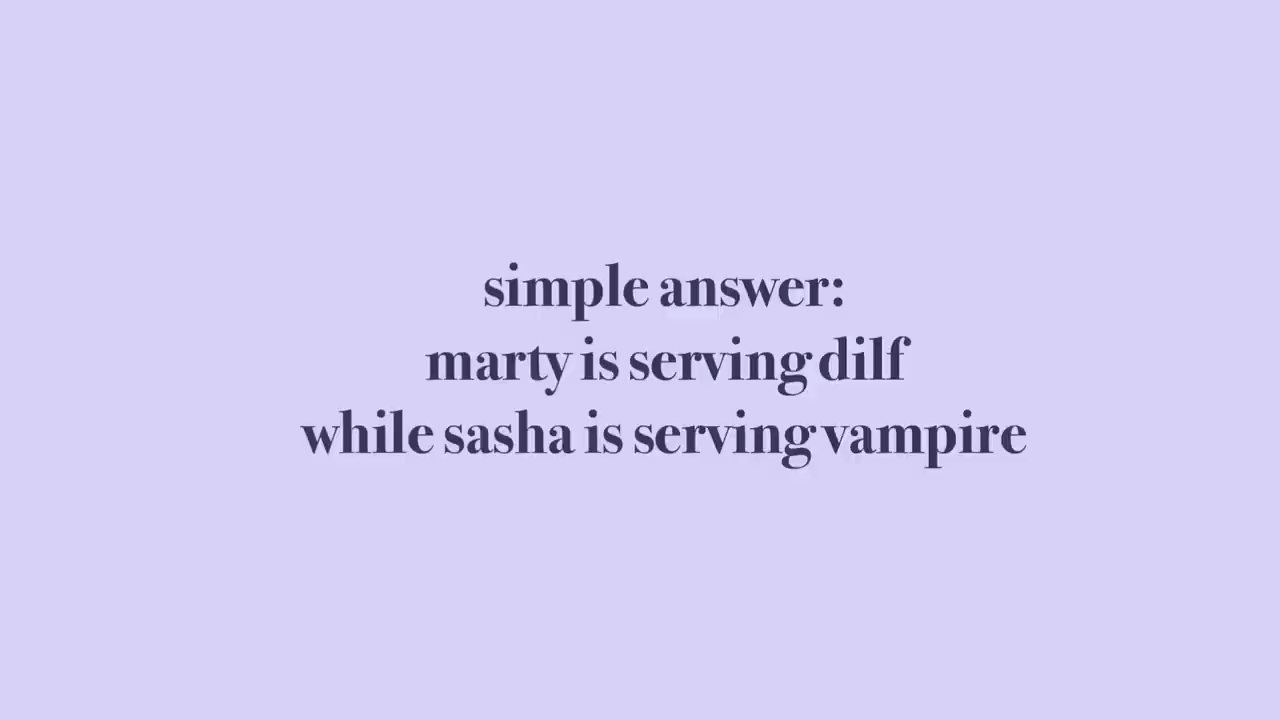 simple answer:
marty is serving dilf
while sasha is serving vampire